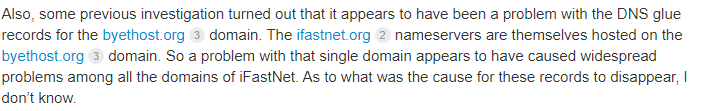 Also, some previous investigation turned out that it appears to have been a problem with the DNS glue
records for the byethost.org 3 domain. The ifastnet.org 2 nameservers are themselves hosted on the
byethost.org 3 domain. So a problem with that single domain appears to have caused widespread
problems among all the domains of iFastNet. As to what was the cause for these records to disappear, I
don't know.